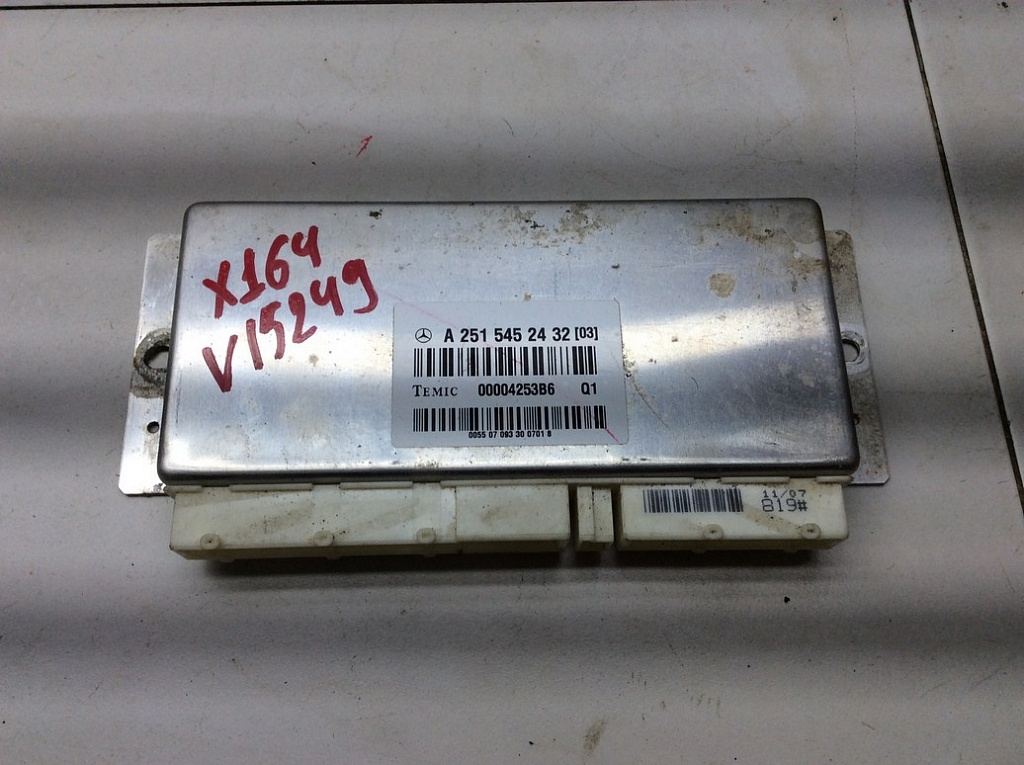 X164
V15249
A 251 545 24 32 [03]
TEMIC 00004253B6 Q1
0055 07 093 30 0701 8
11/07
819#